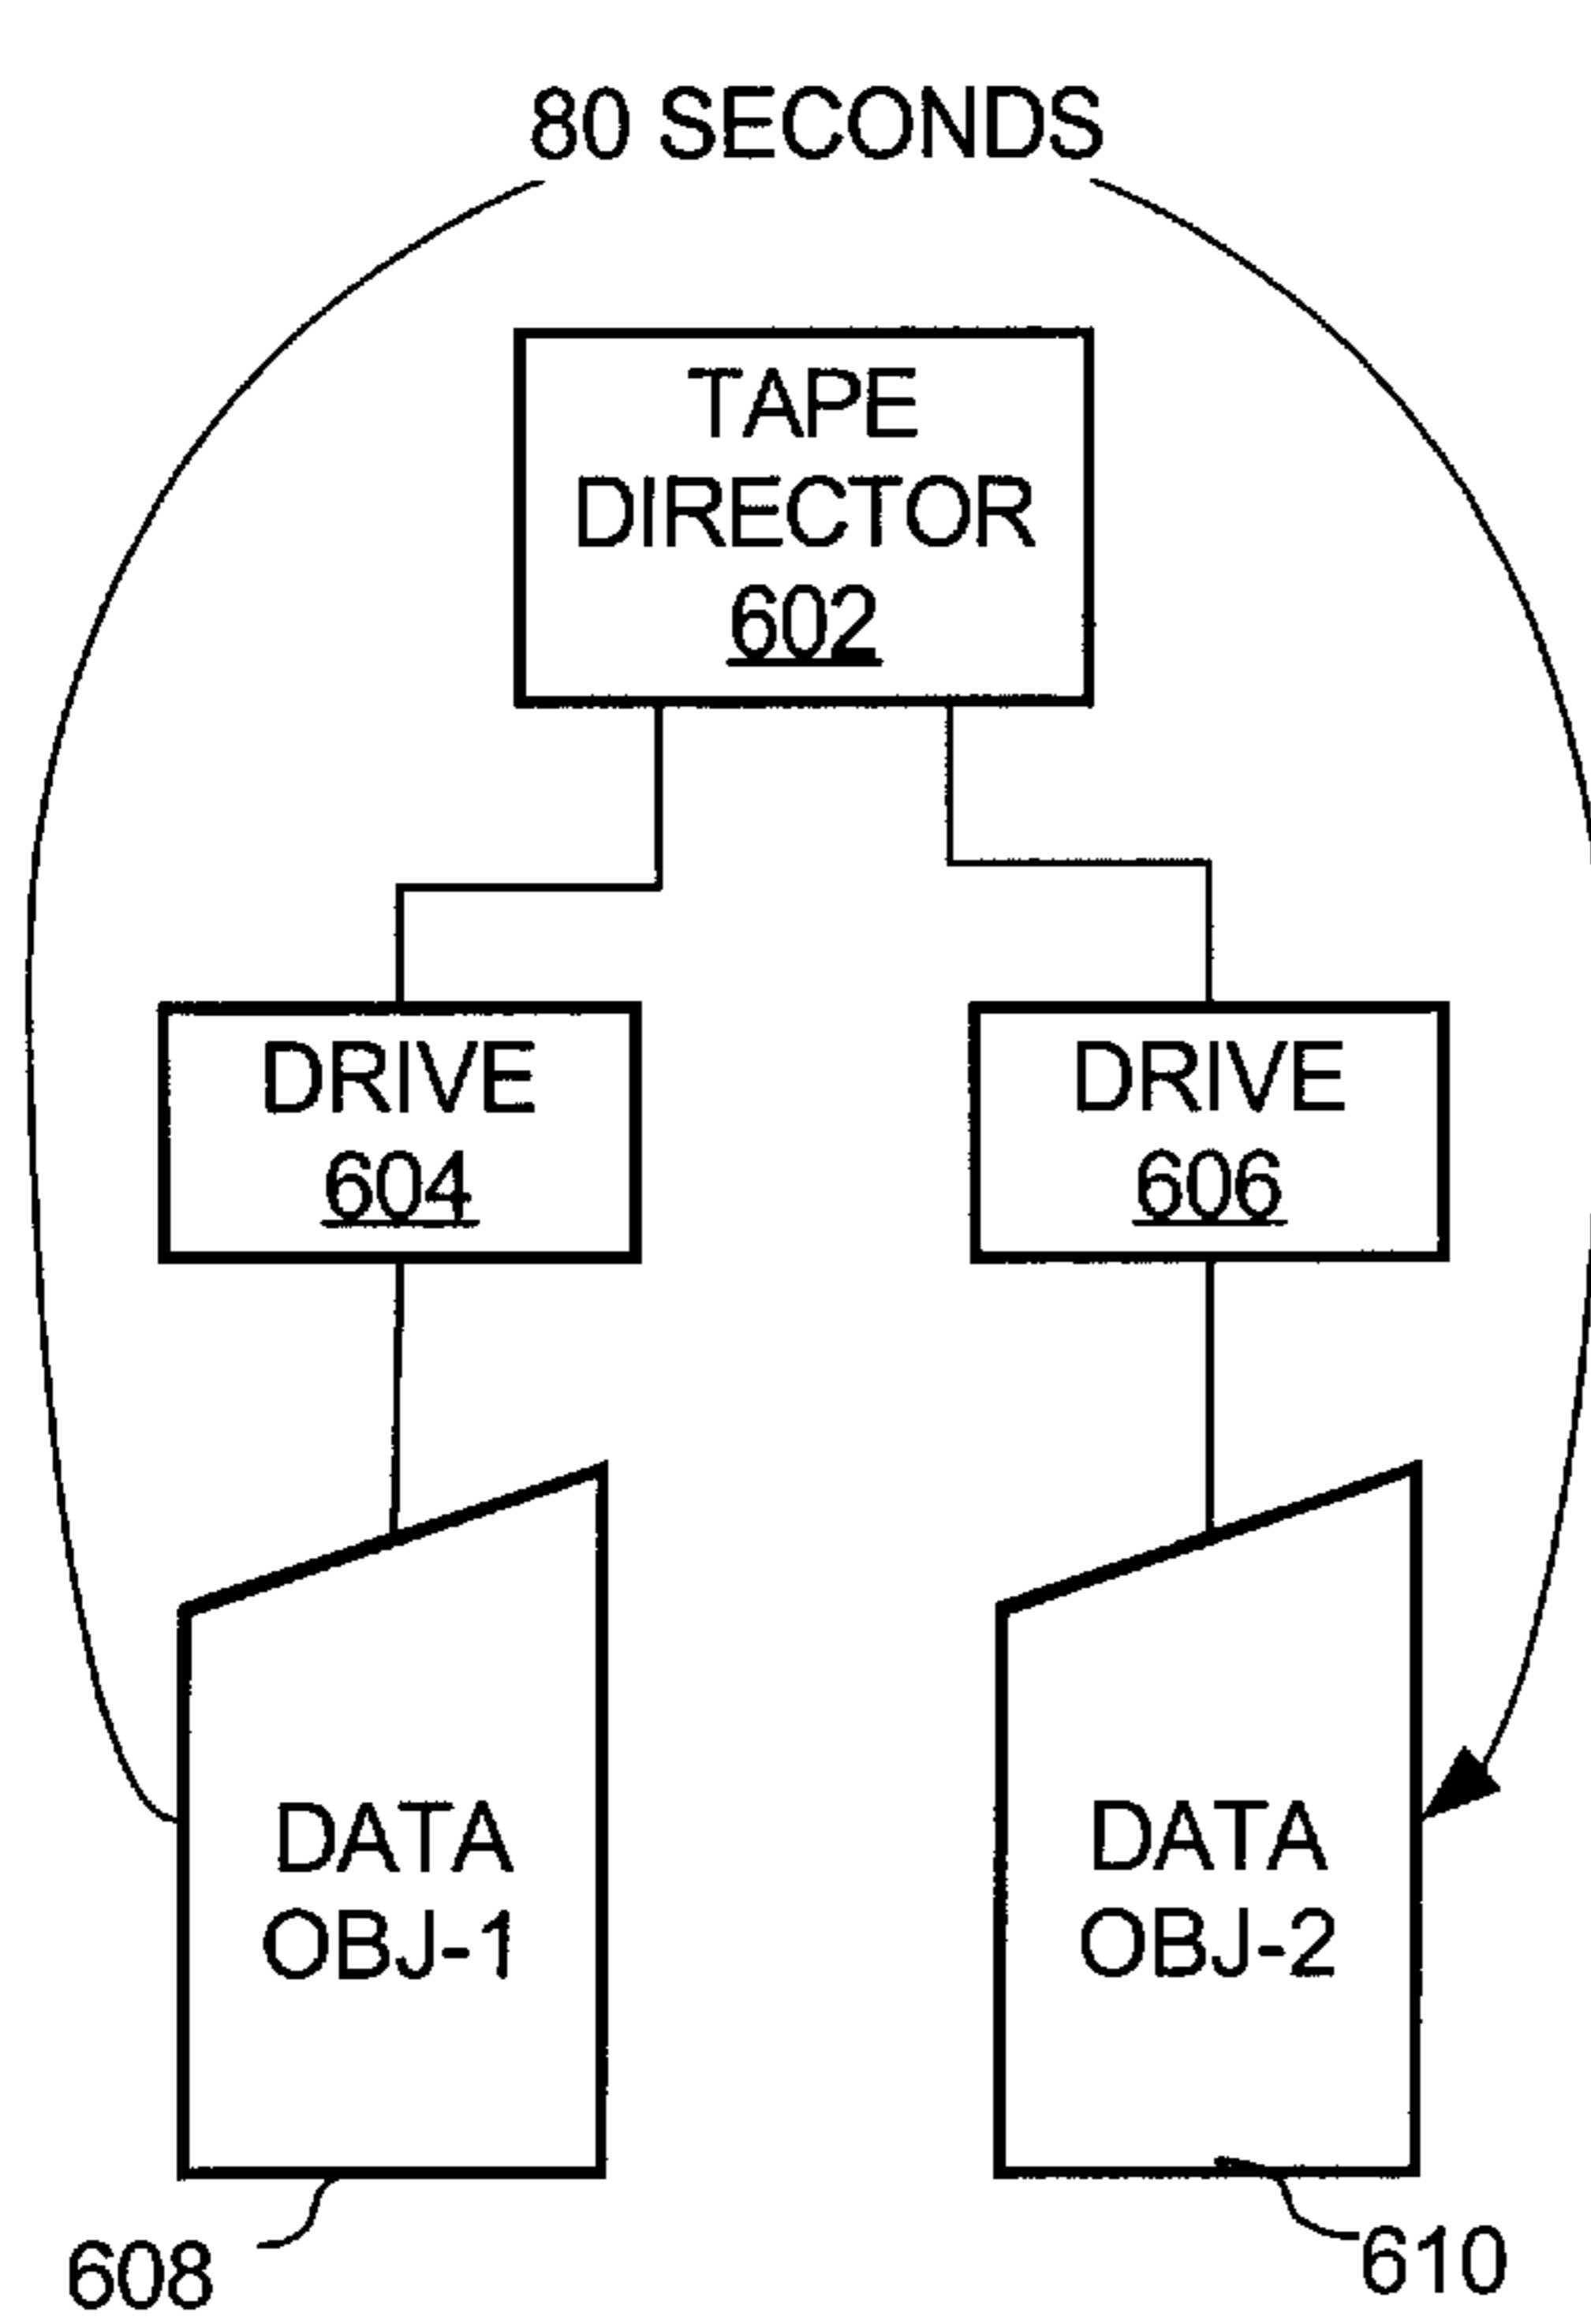 80 SECONDS
TAPE
DIRECTOR
602
DRIVE
604
DRIVE
606
DATA
OBJ-1
DATA
OBJ-2
608
610